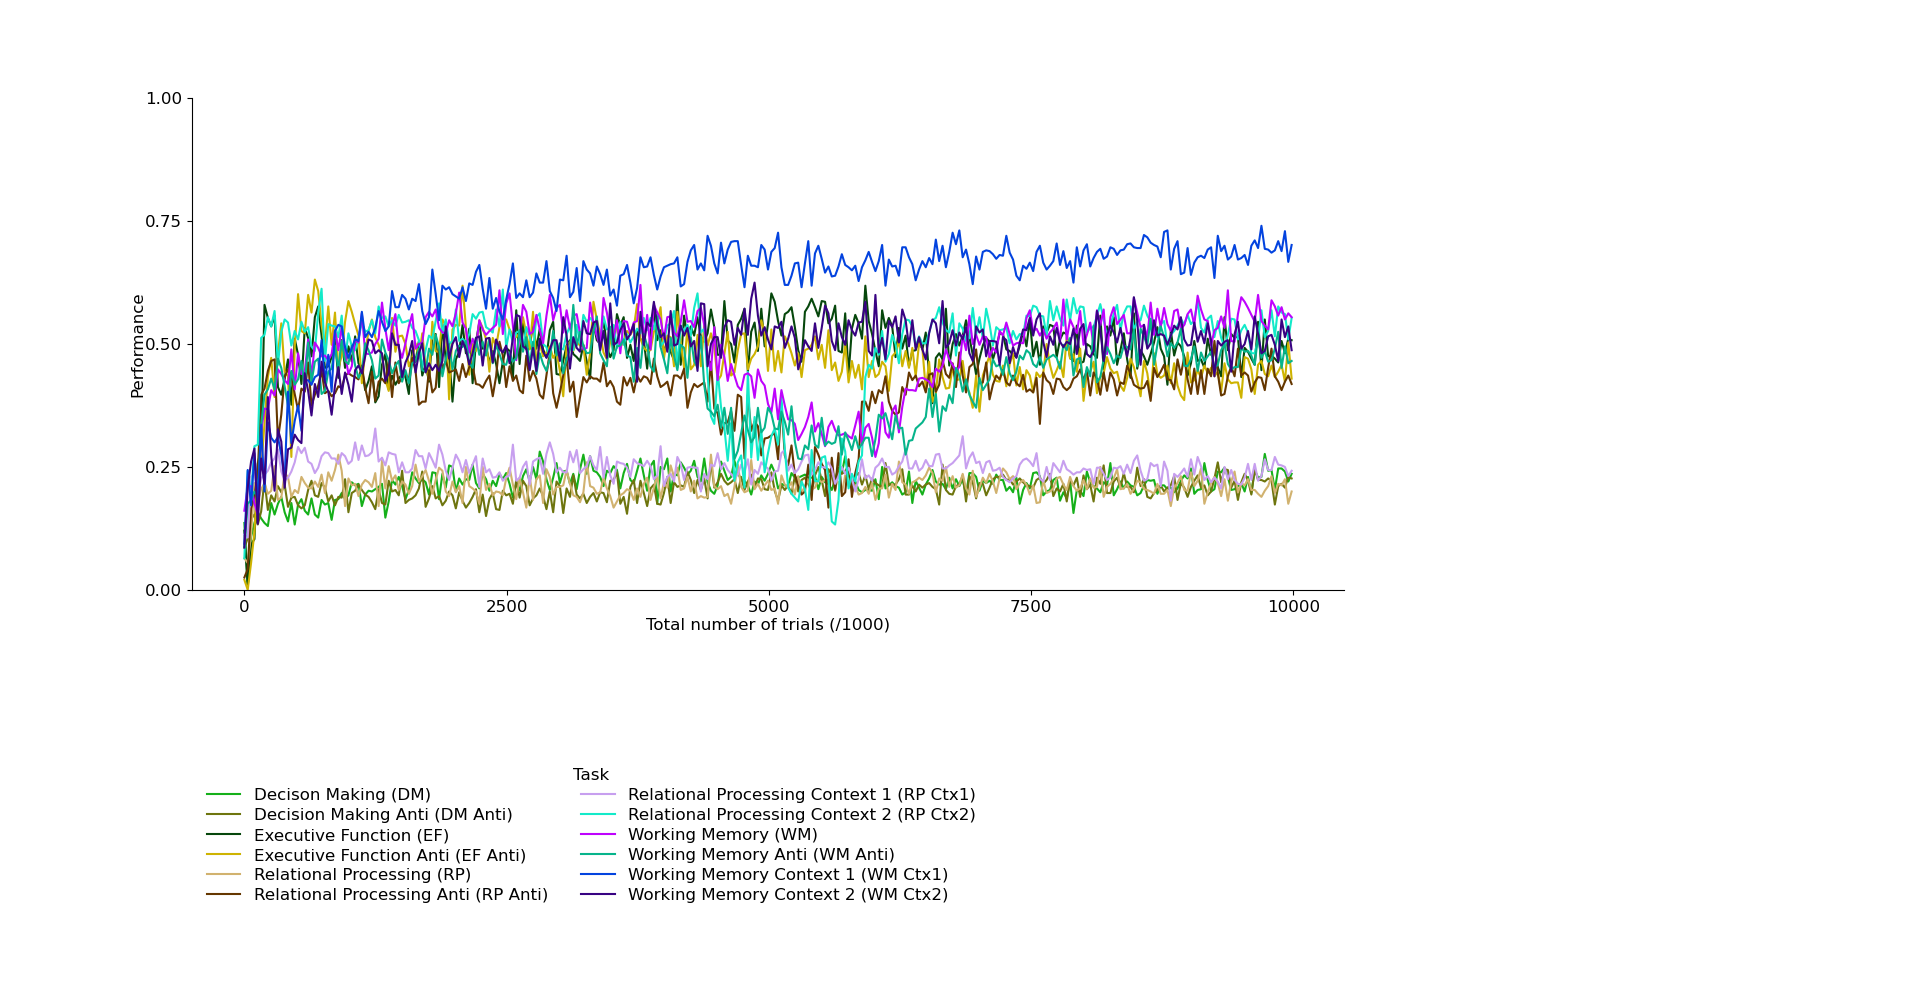 1.00
0.75
0.50
0.25
0.00
Performance
0 2500 5000 7500 10000
Total number of trials (/1000)
Task
Decison Making (DM)
Decision Making Anti (DM Anti)
Executive Function (EF)
Executive Function Anti (EF Anti)
Relational Processing (RP)
Relational Processing Anti (RP Anti)
Relational Processing Context 1 (RP Ctx1)
Relational Processing Context 2 (RP Ctx2)
Working Memory (WM)
Working Memory Anti (WM Anti)
Working Memory Context 1 (WM Ctx1)
Working Memory Context 2 (WM Ctx2)